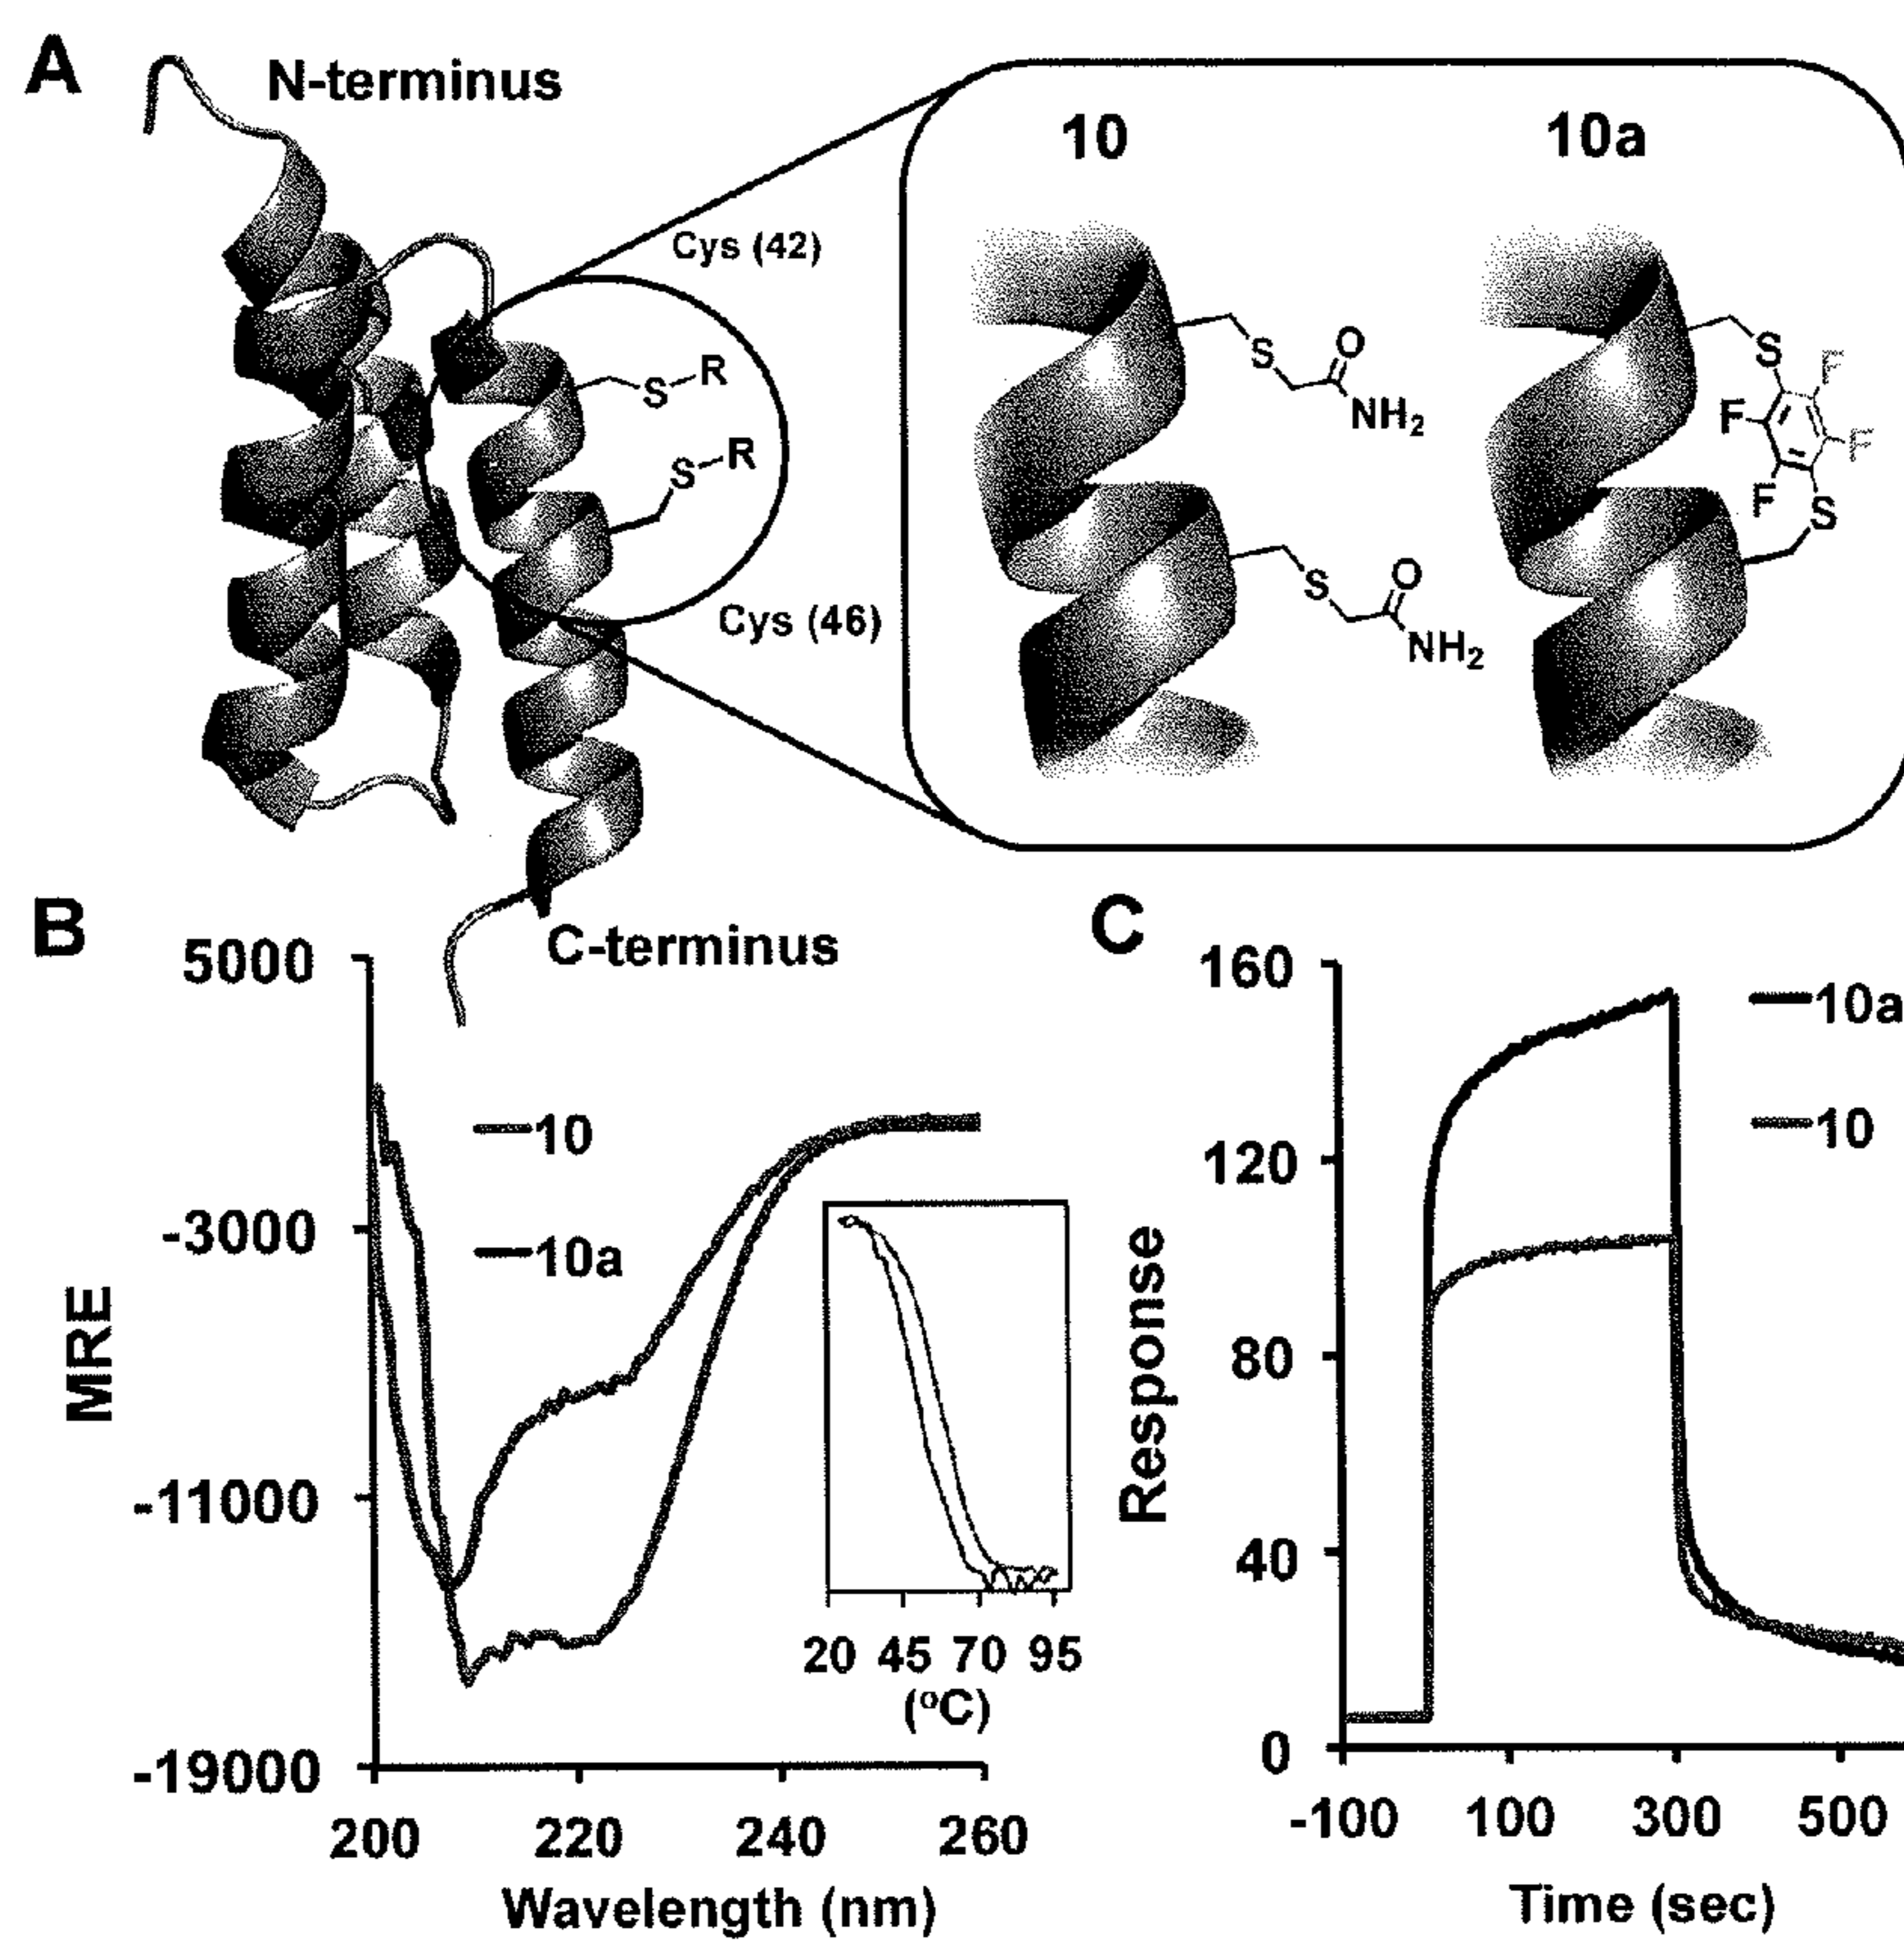 A
N-terminus
10
10a
Cys (42)
S
R
S
R
Cys (46)
S
O
NH2
S
O
NH2
S
F
F
F
F
S
C-terminus
B
5000
-3000
-11000
-19000
MRE
10
10a
20 45 70 95
(°C)
200 220 240 260
Wavelength (nm)
C
160
120
80
40
0
Response
10a
10
-100 100 300 500
Time (sec)